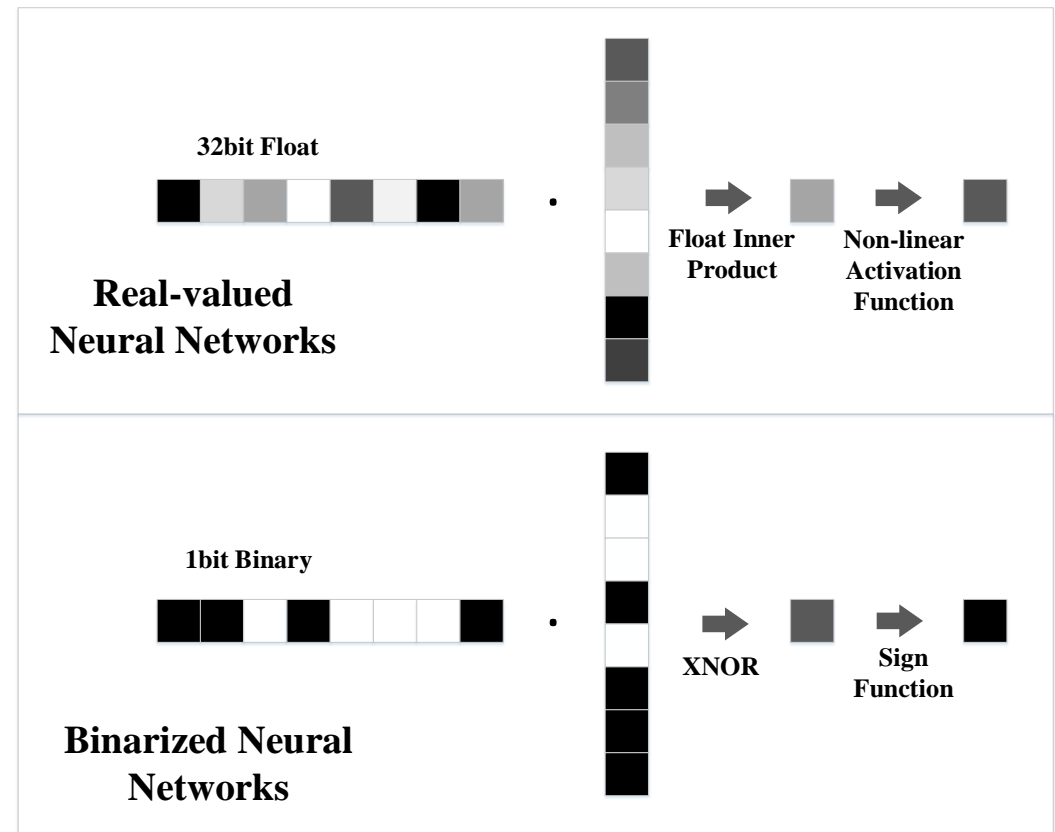 32bit Float
Float Inner
Product
Non-linear
Activation
Function
Real-valued
Neural Networks
1bit Binary
XNOR
Sign
Function
Binarized Neural
Networks